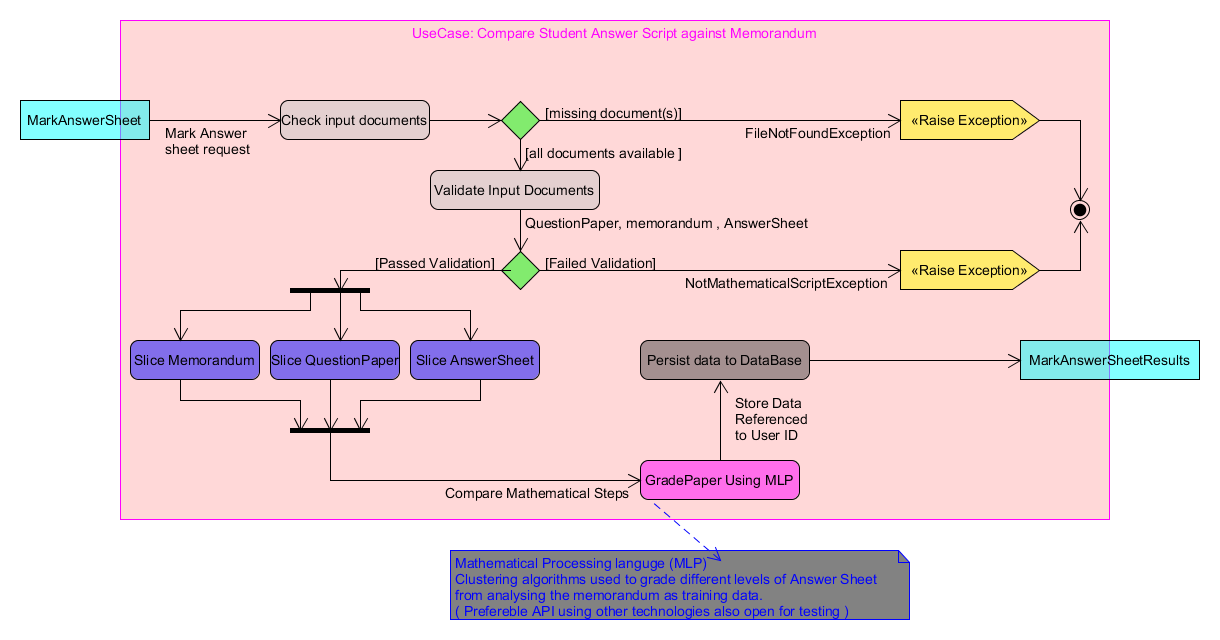 UseCase: Compare Student Answer Script against Memorandum
MarkAnswerSheet
Mark Answer
sheet request
Check input documents
[missing document(s)]
FileNotFoundException
«Raise Exception»
[all documents available ]
Validate Input Documents
QuestionPaper, memorandum , AnswerSheet
[Passed Validation]
[Failed Validation]
NotMathematicalScriptException
«Raise Exception»
Slice Memorandum
Slice QuestionPaper
Slice AnswerSheet
Persist data to DataBase
MarkAnswerSheetResults
Store Data
Referenced
to User ID
GradePaper Using MLP
Compare Mathematical Steps
Mathematical Processing languge (MLP)
Clustering algorithms used to grade different levels of Answer Sheet
from analysing the memorandum as training data.
( Prefereble API using other technologies also open for testing )